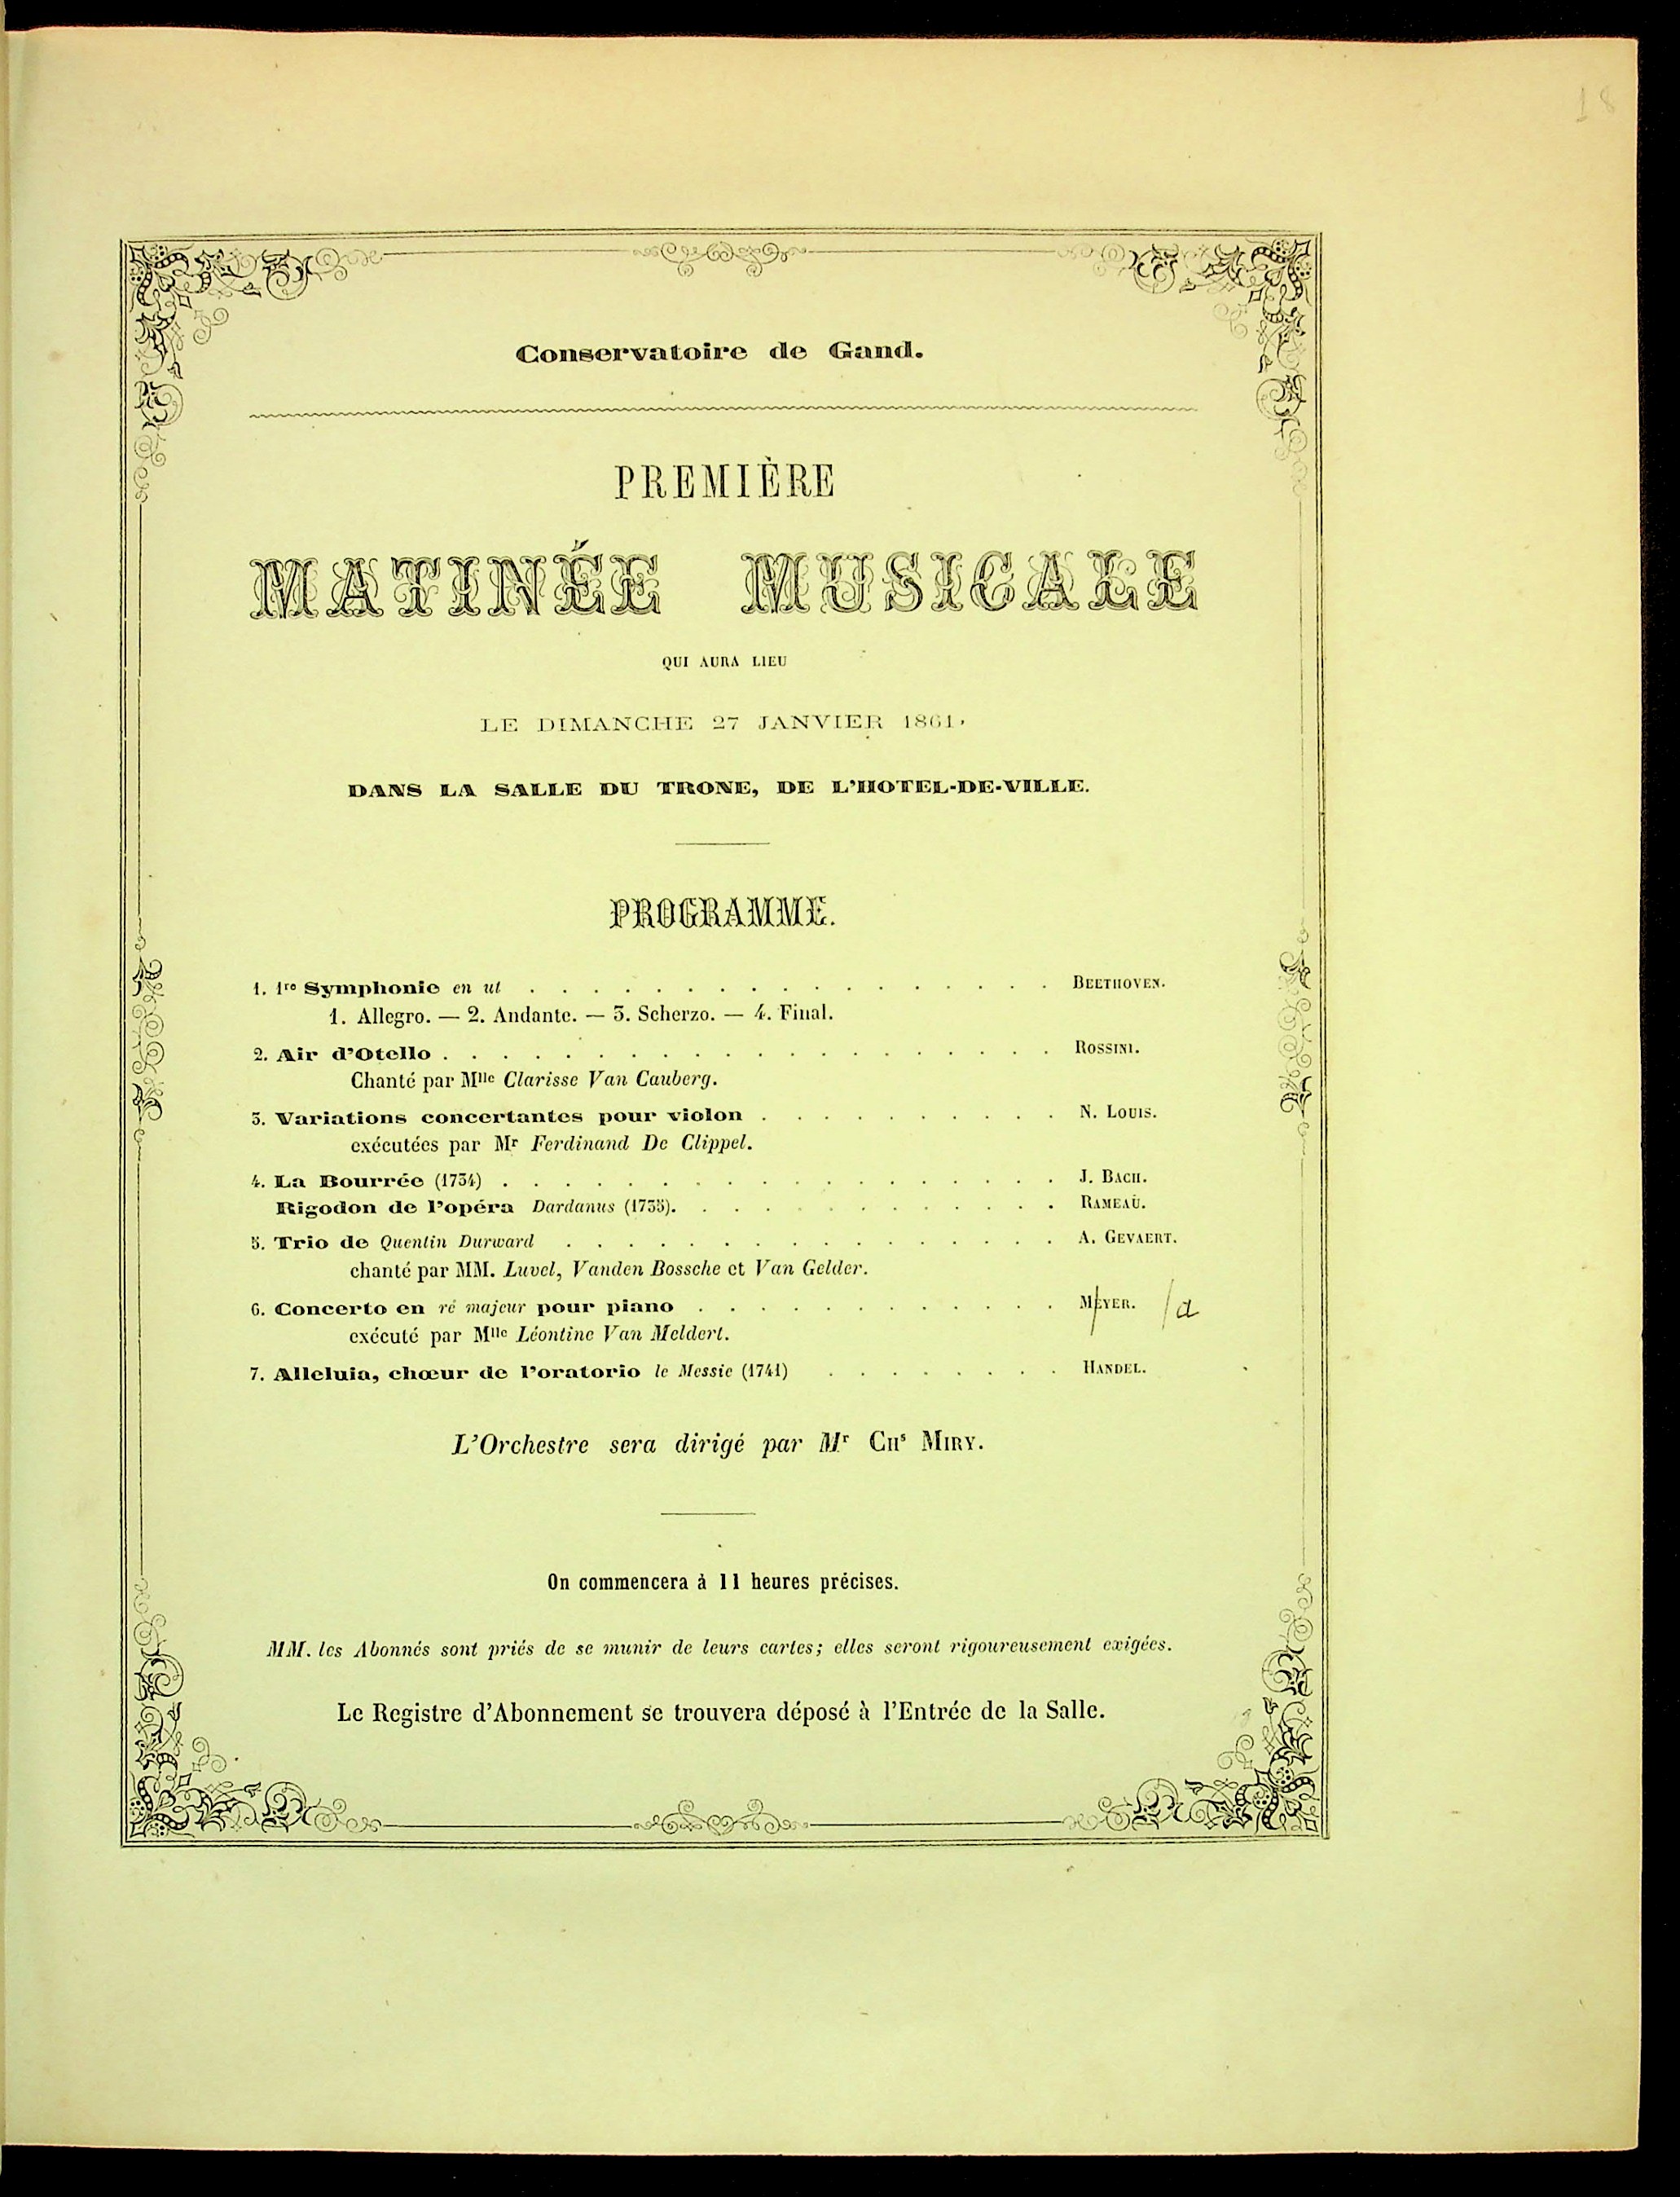 18
Conservatoire de Gand.
PREMIÈRE
MATINÉE MUSICALE
QUI AURA LIEU
LE DIMANCHE 27 JANVIER 1861,
DANS LA SALLE DU TRONE, DE L'HOTEL-DE-VILLE.
PROGRAMME.
1. 1re Symphonie en ut . . . . . . . . . . . . . . . . . BEETHOVEN.
1. Allegro. — 2. Andante. — 3. Scherzo. — 4. Final.
2. Air d'Otello . . . . . . . . . . . . . . . . . . . . ROSSINI.
Chanté par Mlle Clarisse Van Cauberg.
3. Variations concertantes pour violon . . . . . . . . . . N. LOUIS.
exécutées par Mr Ferdinand De Clippel.
4. La Bourrée (1734) . . . . . . . . . . . . . . . . . . J. BACH.
Rigodon de l'opéra Dardanus (1735). . . . . . . . . . . . . RAMEAU.
5. Trio de Quentin Durward . . . . . . . . . . . . . . . . A. GEVAERT.
chanté par MM. Luvel, Vanden Bossche et Van Gelder.
6. Concerto en ré majeur pour piano . . . . . . . . . . . . MEYER. /a
exécuté par Mlle Léontine Van Meldert.
7. Alleluia, chœur de l'oratorio le Messie (1741) . . . . . . . . HANDEL.
L'Orchestre sera dirigé par Mr CHs MIRY.
On commencera à 11 heures précises.
MM. les Abonnés sont priés de se munir de leurs cartes; elles seront rigoureusement exigées.
Le Registre d'Abonnement se trouvera déposé à l'Entrée de la Salle.